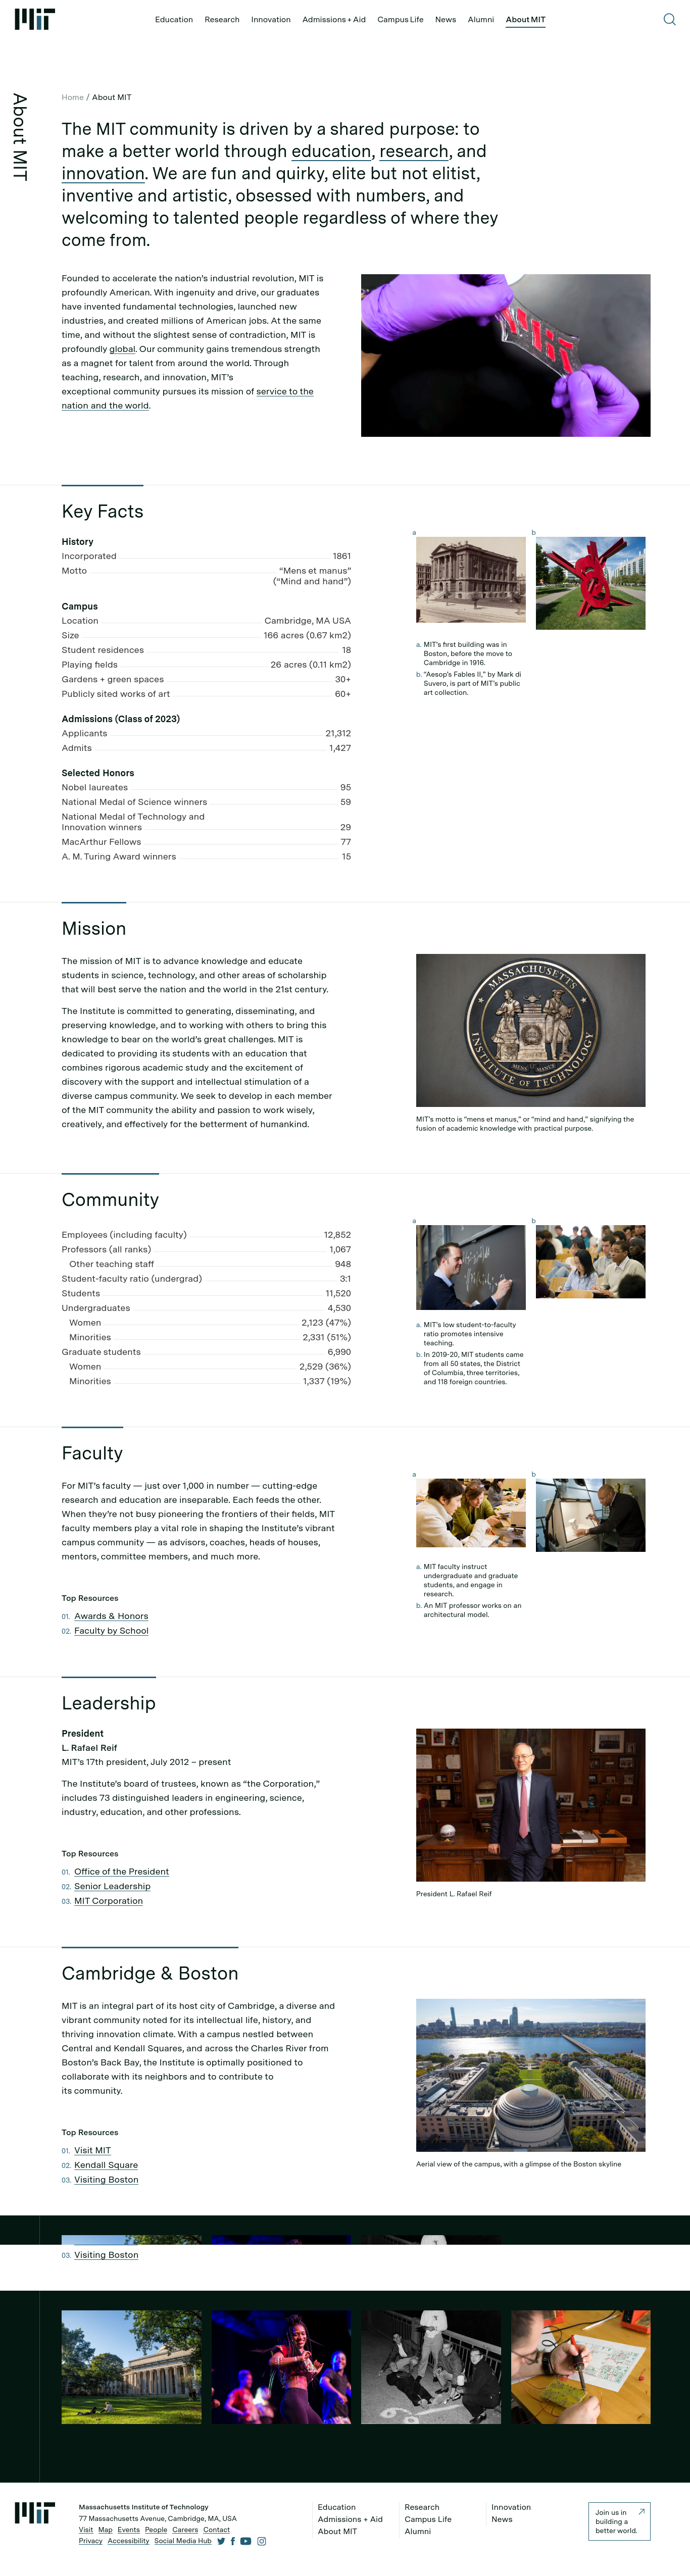 MIT
Education Research Innovation Admissions + Aid Campus Life News Alumni About MIT
About MIT
Home / About MIT
The MIT community is driven by a shared purpose: to
make a better world through education, research, and
innovation. We are fun and quirky, elite but not elitist,
inventive and artistic, obsessed with numbers, and
welcoming to talented people regardless of where they
come from.
Founded to accelerate the nation's industrial revolution, MIT is
profoundly American. With ingenuity and drive, our graduates
have invented fundamental technologies, launched new
industries, and created millions of American jobs. At the same
time, and without the slightest sense of contradiction, MIT is
profoundly global. Our community gains tremendous strength
as a magnet for talent from around the world. Through
teaching, research, and innovation, MIT's
exceptional community pursues its mission of service to the
nation and the world.
MIT
Key Facts
History
Incorporated 1861
Motto “Mens et manus”
(“Mind and hand”)
Campus
Location Cambridge, MA USA
Size 166 acres (0.67 km2)
Student residences 18
Playing fields 26 acres (0.11 km2)
Gardens + green spaces 30+
Publicly sited works of art 60+
Admissions (Class of 2023)
Applicants 21,312
Admits 1,427
Selected Honors
Nobel laureates 95
National Medal of Science winners 59
National Medal of Technology and
Innovation winners 29
MacArthur Fellows 77
A. M. Turing Award winners 15
a b
a. MIT's first building was in
Boston, before the move to
Cambridge in 1916.
b. “Aesop's Fables II,” by Mark di
Suvero, is part of MIT's public
art collection.
Mission
The mission of MIT is to advance knowledge and educate
students in science, technology, and other areas of scholarship
that will best serve the nation and the world in the 21st century.
The Institute is committed to generating, disseminating, and
preserving knowledge, and to working with others to bring this
knowledge to bear on the world's great challenges. MIT is
dedicated to providing its students with an education that
combines rigorous academic study and the excitement of
discovery with the support and intellectual stimulation of a
diverse campus community. We seek to develop in each member
of the MIT community the ability and passion to work wisely,
creatively, and effectively for the betterment of humankind.
MASSACHUSETTS
INSTITUTE OF TECHNOLOGY
MENS MANUS
MIT's motto is “mens et manus,” or “mind and hand,” signifying the
fusion of academic knowledge with practical purpose.
Community
Employees (including faculty) 12,852
Professors (all ranks) 1,067
Other teaching staff 948
Student-faculty ratio (undergrad) 3:1
Students 11,520
Undergraduates 4,530
Women 2,123 (47%)
Minorities 2,331 (51%)
Graduate students 6,990
Women 2,529 (36%)
Minorities 1,337 (19%)
a b
a. MIT's low student-to-faculty
ratio promotes intensive
teaching.
b. In 2019-20, MIT students came
from all 50 states, the District
of Columbia, three territories,
and 118 foreign countries.
Faculty
For MIT's faculty — just over 1,000 in number — cutting-edge
research and education are inseparable. Each feeds the other.
When they're not busy pioneering the frontiers of their fields, MIT
faculty members play a vital role in shaping the Institute's vibrant
campus community — as advisors, coaches, heads of houses,
mentors, committee members, and much more.
Top Resources
01. Awards & Honors
02. Faculty by School
a b
a. MIT faculty instruct
undergraduate and graduate
students, and engage in
research.
b. An MIT professor works on an
architectural model.
Leadership
President
L. Rafael Reif
MIT's 17th president, July 2012 – present
The Institute's board of trustees, known as “the Corporation,”
includes 73 distinguished leaders in engineering, science,
industry, education, and other professions.
Top Resources
01. Office of the President
02. Senior Leadership
03. MIT Corporation
President L. Rafael Reif
Cambridge & Boston
MIT is an integral part of its host city of Cambridge, a diverse and
vibrant community noted for its intellectual life, history, and
thriving innovation climate. With a campus nestled between
Central and Kendall Squares, and across the Charles River from
Boston's Back Bay, the Institute is optimally positioned to
collaborate with its neighbors and to contribute to
its community.
Top Resources
01. Visit MIT
02. Kendall Square
03. Visiting Boston
Aerial view of the campus, with a glimpse of the Boston skyline
03. Visiting Boston
MIT
Massachusetts Institute of Technology
77 Massachusetts Avenue, Cambridge, MA, USA
Visit Map Events People Careers Contact
Privacy Accessibility Social Media Hub
Education Research Innovation
Admissions + Aid Campus Life News
About MIT Alumni
Join us in
building a
better world.